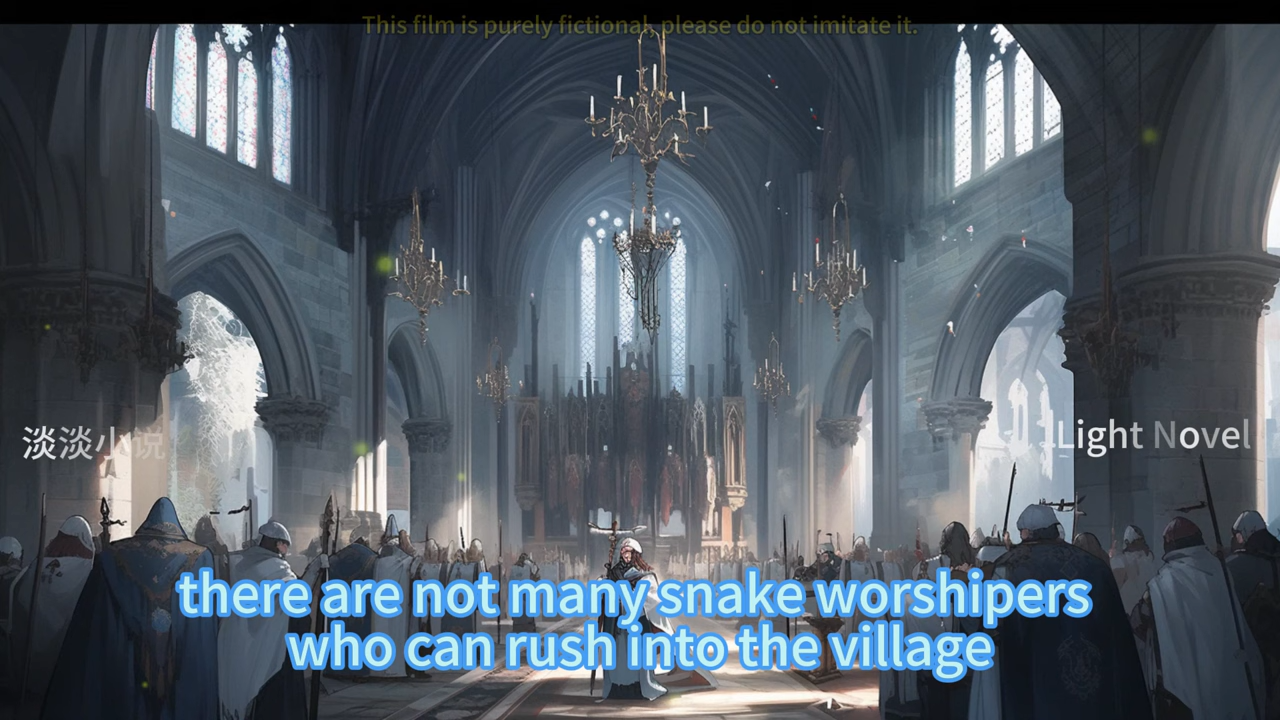 This film is purely fictional, please do not imitate it.
淡淡小说
Light Novel
there are not many snake worshipers
who can rush into the village